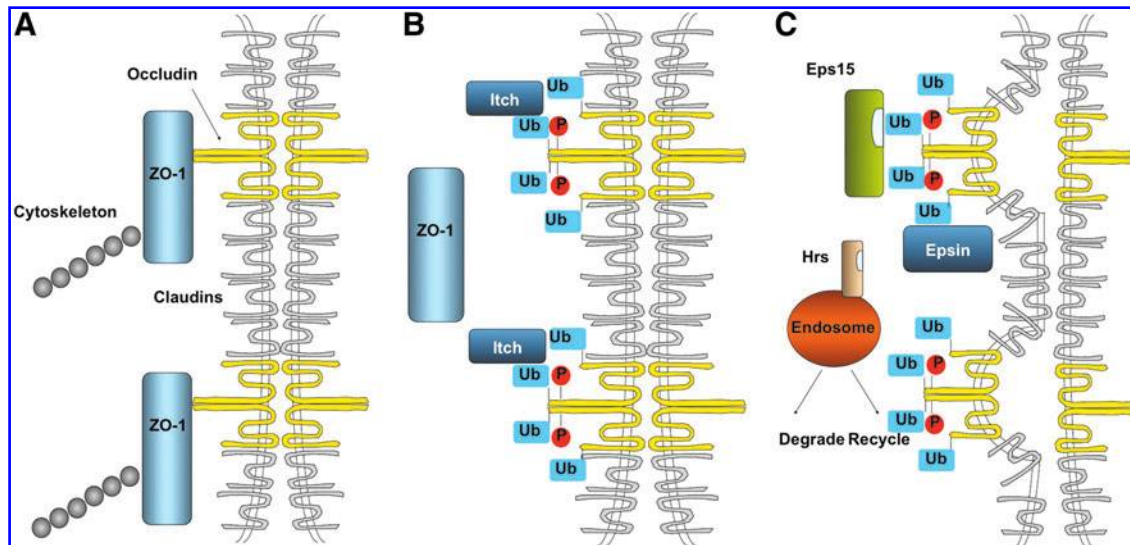 A
Occludin
ZO-1
Cytoskeleton
Claudins
ZO-1
B
Itch
Ub
Ub
P
Ub
P
Ub
ZO-1
Itch
Ub
Ub
P
Ub
P
Ub
C
Eps15
Ub
Ub
P
Ub
P
Ub
Epsin
Hrs
Endosome
Ub
Ub
P
Ub
P
Ub
Degrade Recycle